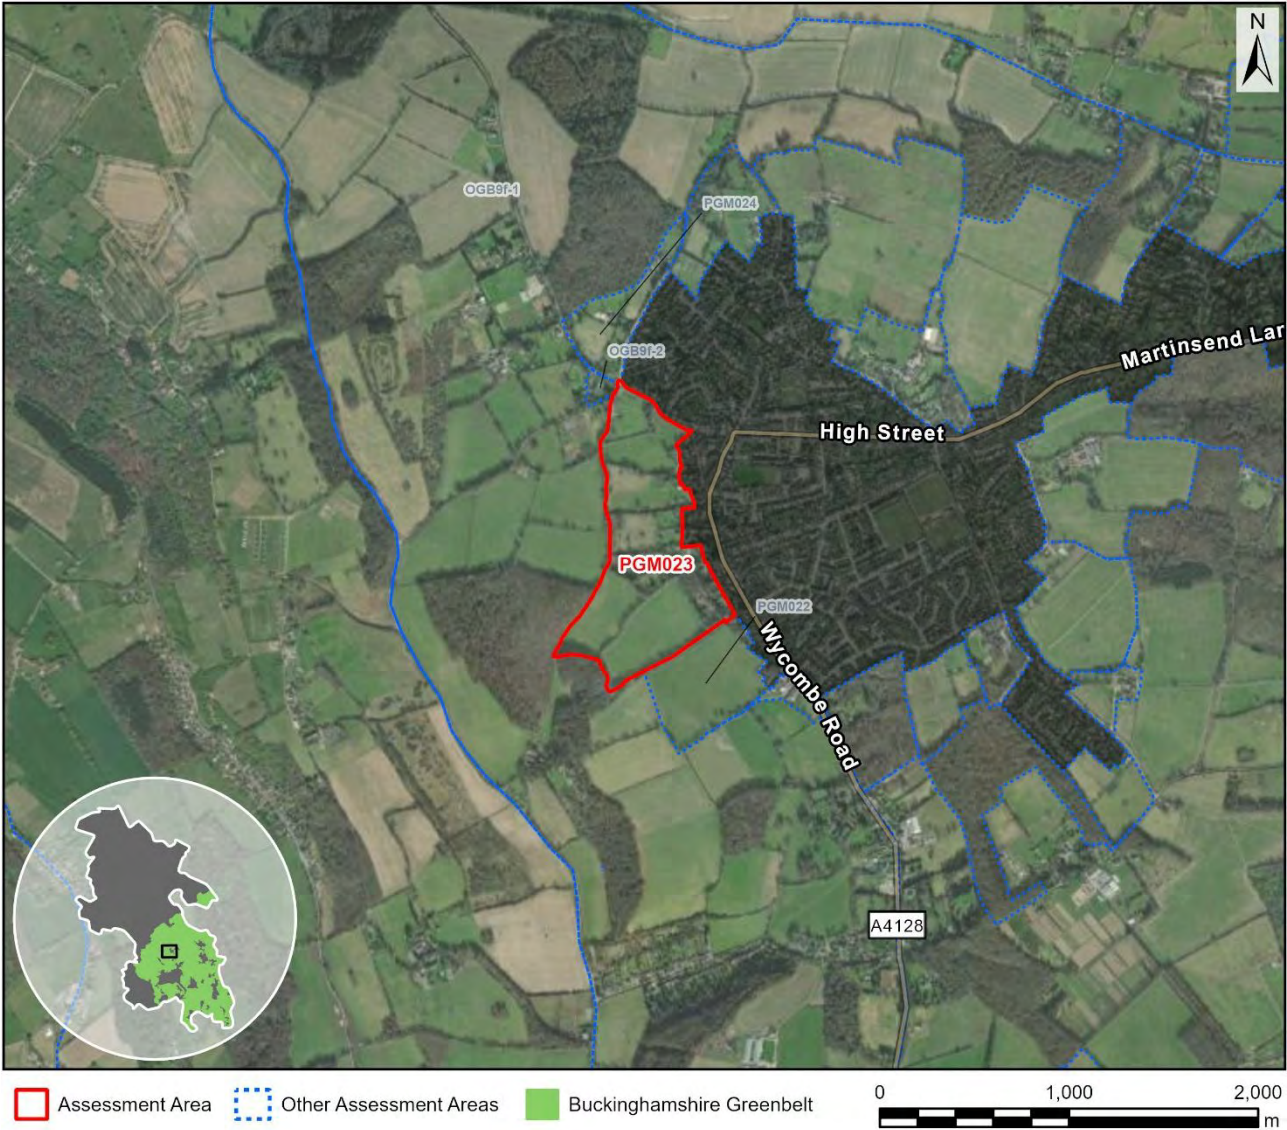 N
OGB9f-1
PGM024
OGB9f-2
Martinsend Lar
High Street
PGM023
PGM022
Wycombe Road
A4128
Assessment Area
Other Assessment Areas
Buckinghamshire Greenbelt
0 1,000 2,000
m